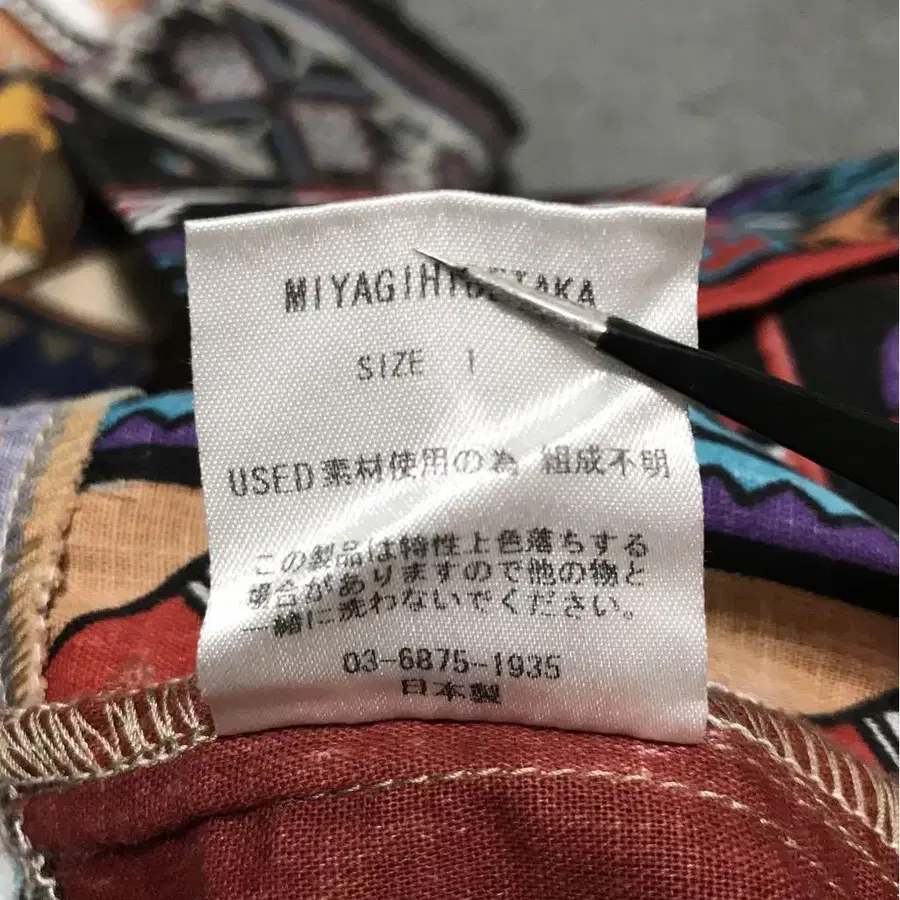 MIYAGIHIDETAKA
SIZE 1
USED素材使用の為 組成不明
この製品は特性上色落ちする
場合がありますので他の物と
一緒に洗わないでください。
03-6875-1935
日本製